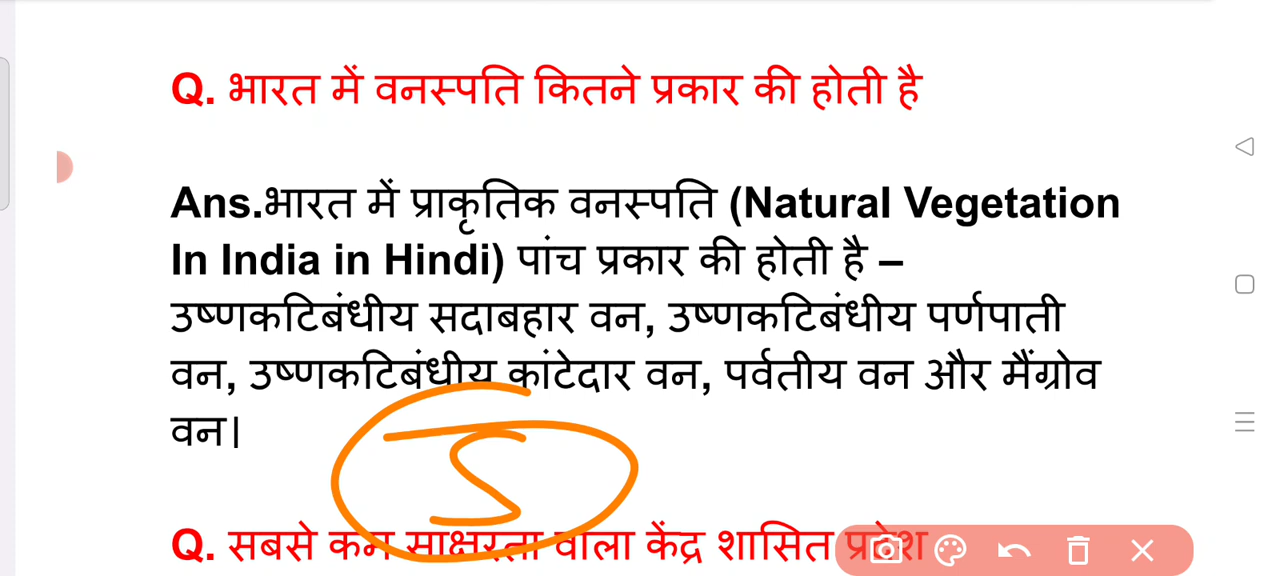 Q. भारत में वनस्पति कितने प्रकार की होती है
Ans.भारत में प्राकृतिक वनस्पति (Natural Vegetation
In India in Hindi) पांच प्रकार की होती है –
उष्णकटिबंधीय सदाबहार वन, उष्णकटिबंधीय पर्णपाती
वन, उष्णकटिबंधीय कांटेदार वन, पर्वतीय वन और मैंग्रोव
वन।
5
Q. सबसे कम साक्षरता वाला केंद्र शासित प्रदेश